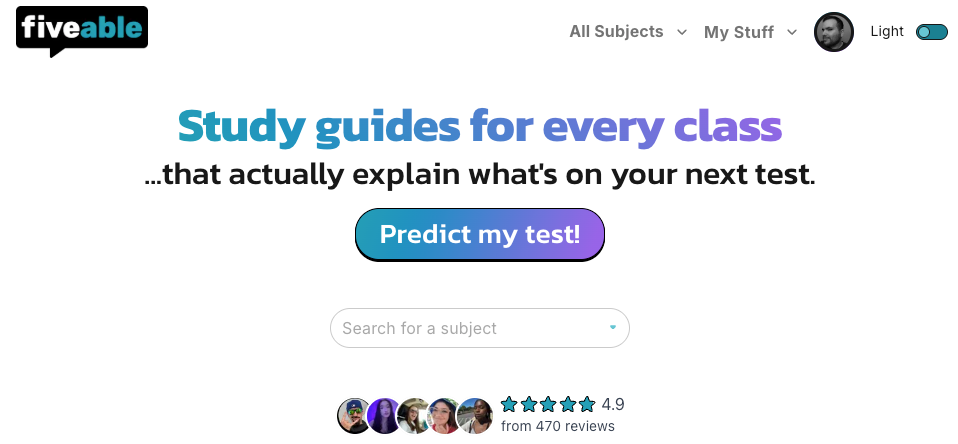 fiveable
All Subjects
My Stuff
Light
Study guides for every class
...that actually explain what's on your next test.
Predict my test!
Search for a subject
4.9
from 470 reviews